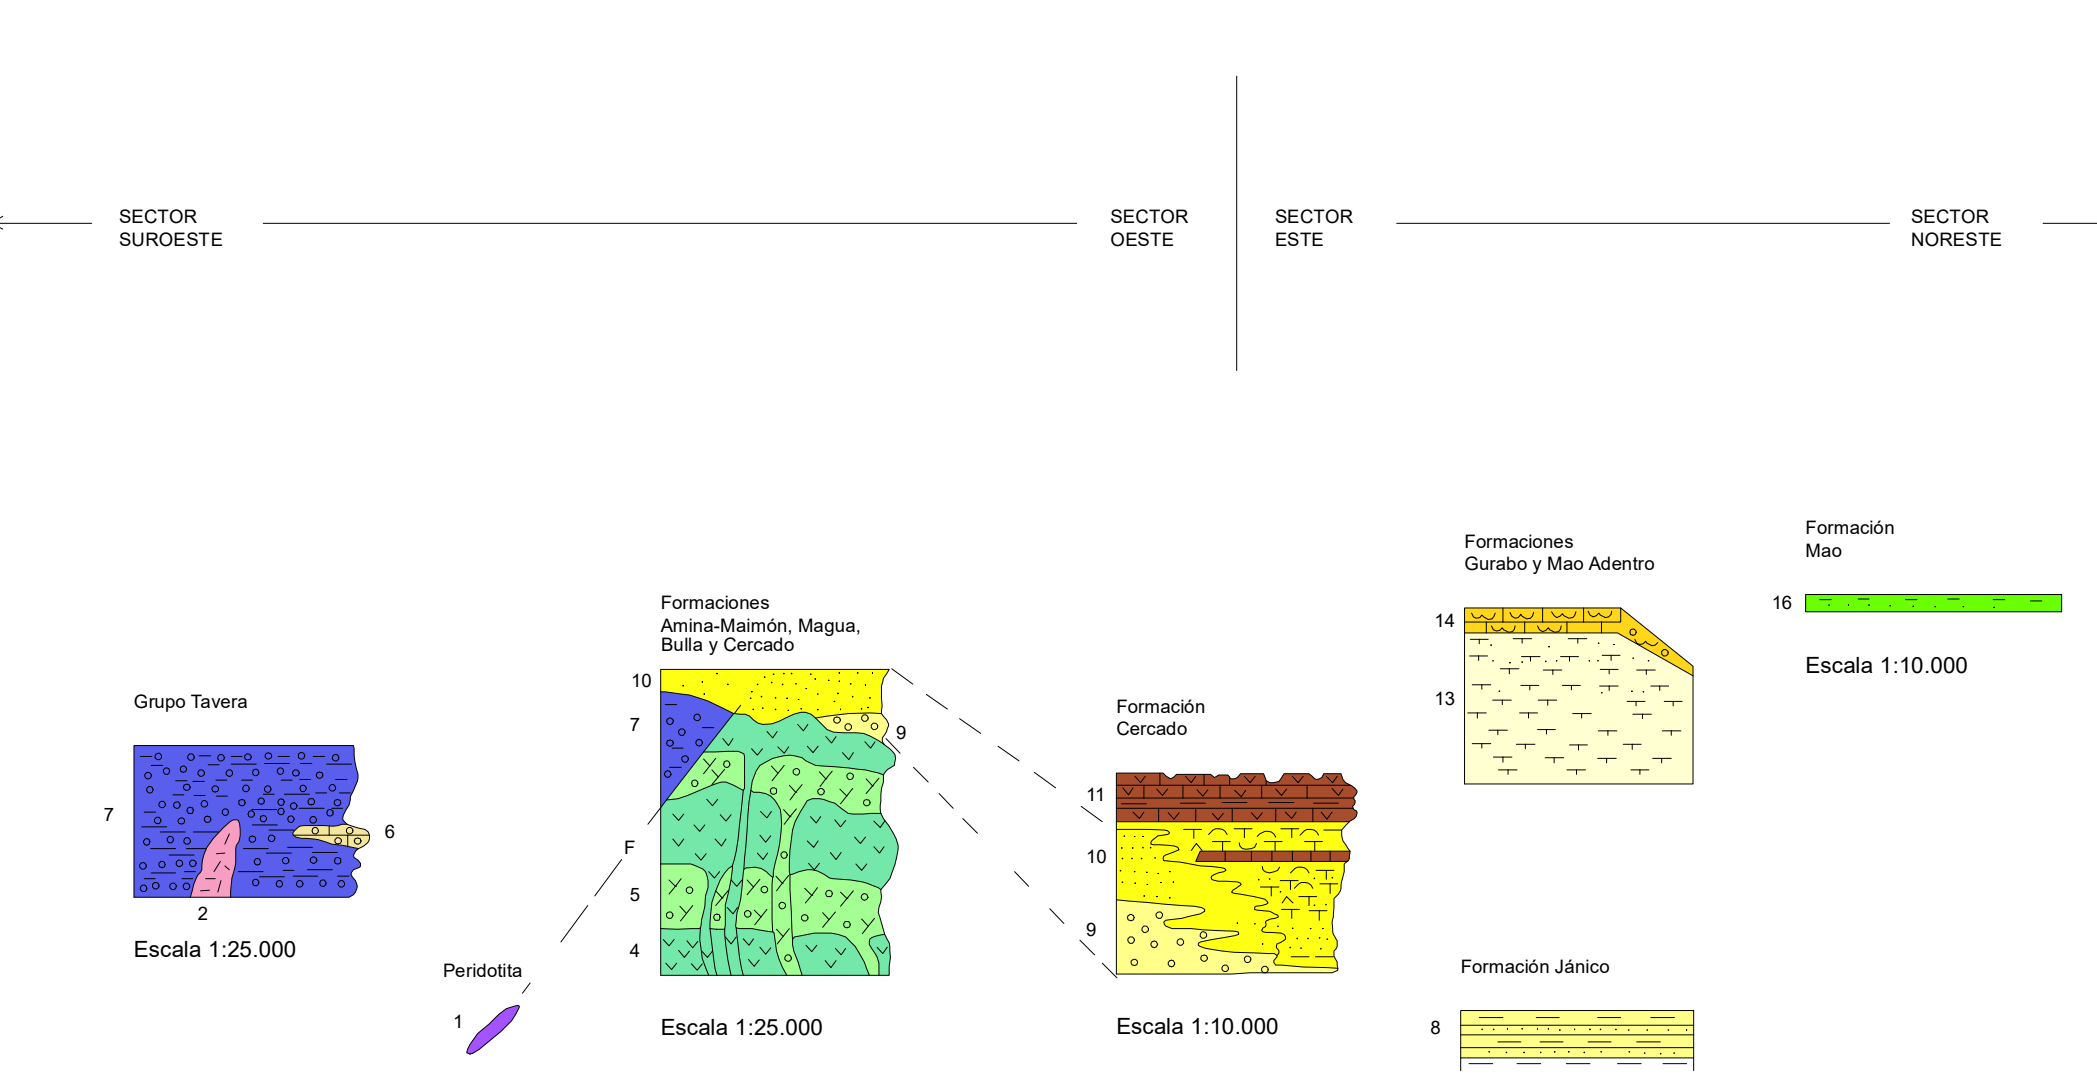 SECTOR
SUROESTE
SECTOR
OESTE
SECTOR
ESTE
SECTOR
NORESTE
Grupo Tavera
7
6
2
Escala 1:25.000
Peridotita
1
Formaciones
Amina-Maimón, Magua,
Bulla y Cercado
10
7
9
F
5
4
Escala 1:25.000
Formación
Cercado
11
10
9
Escala 1:10.000
Formaciones
Gurabo y Mao Adentro
14
13
Formación Jánico
8
Formación
Mao
16
Escala 1:10.000